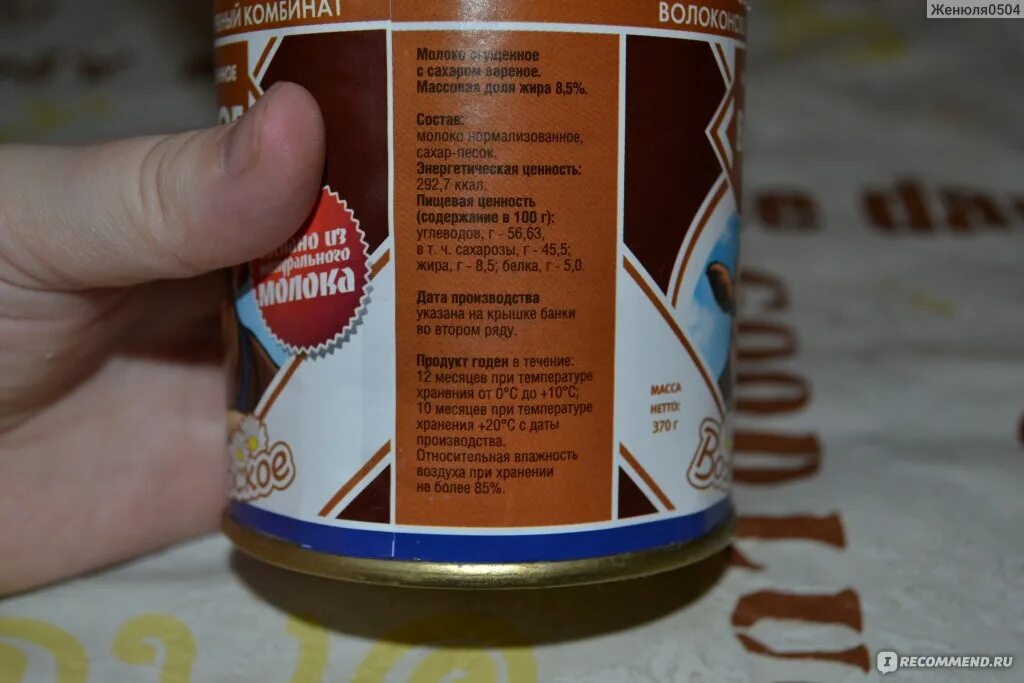 Женюля0504
КОМБИНАТ
Молоко сгущенное
с сахаром вареное.
Массовая доля жира 8,5%.
Состав:
молоко нормализованное,
сахар-песок.
Энергетическая ценность:
292,7 ккал.
Пищевая ценность
(содержание в 100 г):
углеводов, г - 56,63,
в т. ч. сахарозы, г - 45,5;
жира, г - 8,5; белка, г - 5,0.
Дата производства
указана на крышке банки
во втором ряду.
Продукт годен в течение:
12 месяцев при температуре
хранения от 0°С до +10°С;
10 месяцев при температуре
хранения +20°С с даты
производства.
Относительная влажность
воздуха при хранении
не более 85%.
из
молока
МАССА
НЕТТО:
370 г
IRECOMMEND.RU